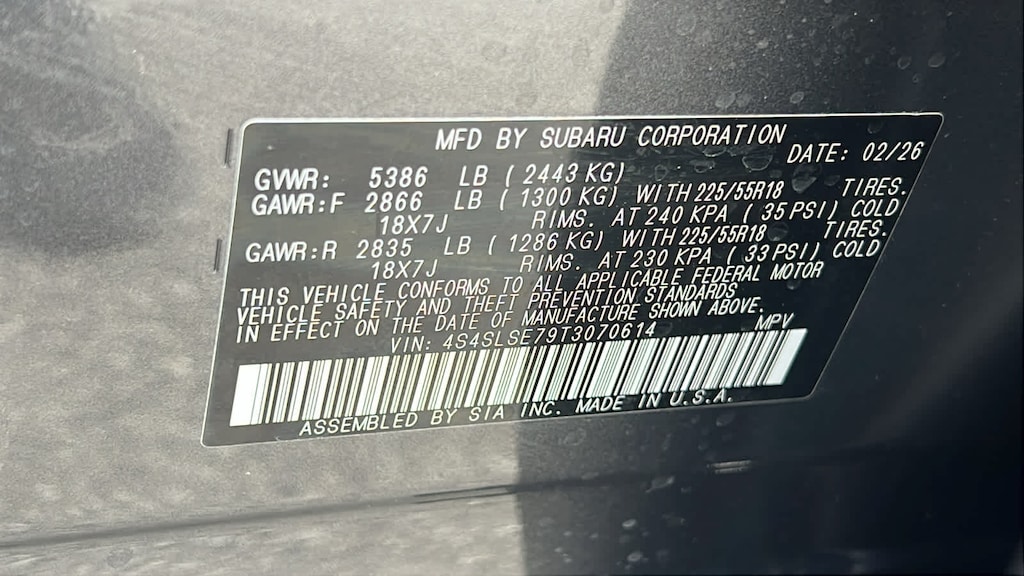 MFD BY SUBARU CORPORATION
DATE: 02/26
GVWR: 5386 LB ( 2443 KG)
GAWR:F 2866 LB ( 1300 KG) WITH 225/55R18 TIRES.
18X7J RIMS. AT 240 KPA ( 35 PSI) COLD
GAWR:R 2835 LB ( 1286 KG) WITH 225/55R18 TIRES.
18X7J RIMS. AT 230 KPA ( 33 PSI) COLD
THIS VEHICLE CONFORMS TO ALL APPLICABLE FEDERAL MOTOR
VEHICLE SAFETY AND THEFT PREVENTION STANDARDS
IN EFFECT ON THE DATE OF MANUFACTURE SHOWN ABOVE.
VIN: 4S4SLSE79T3070614 MPV
ASSEMBLED BY SIA INC. MADE IN U.S.A.